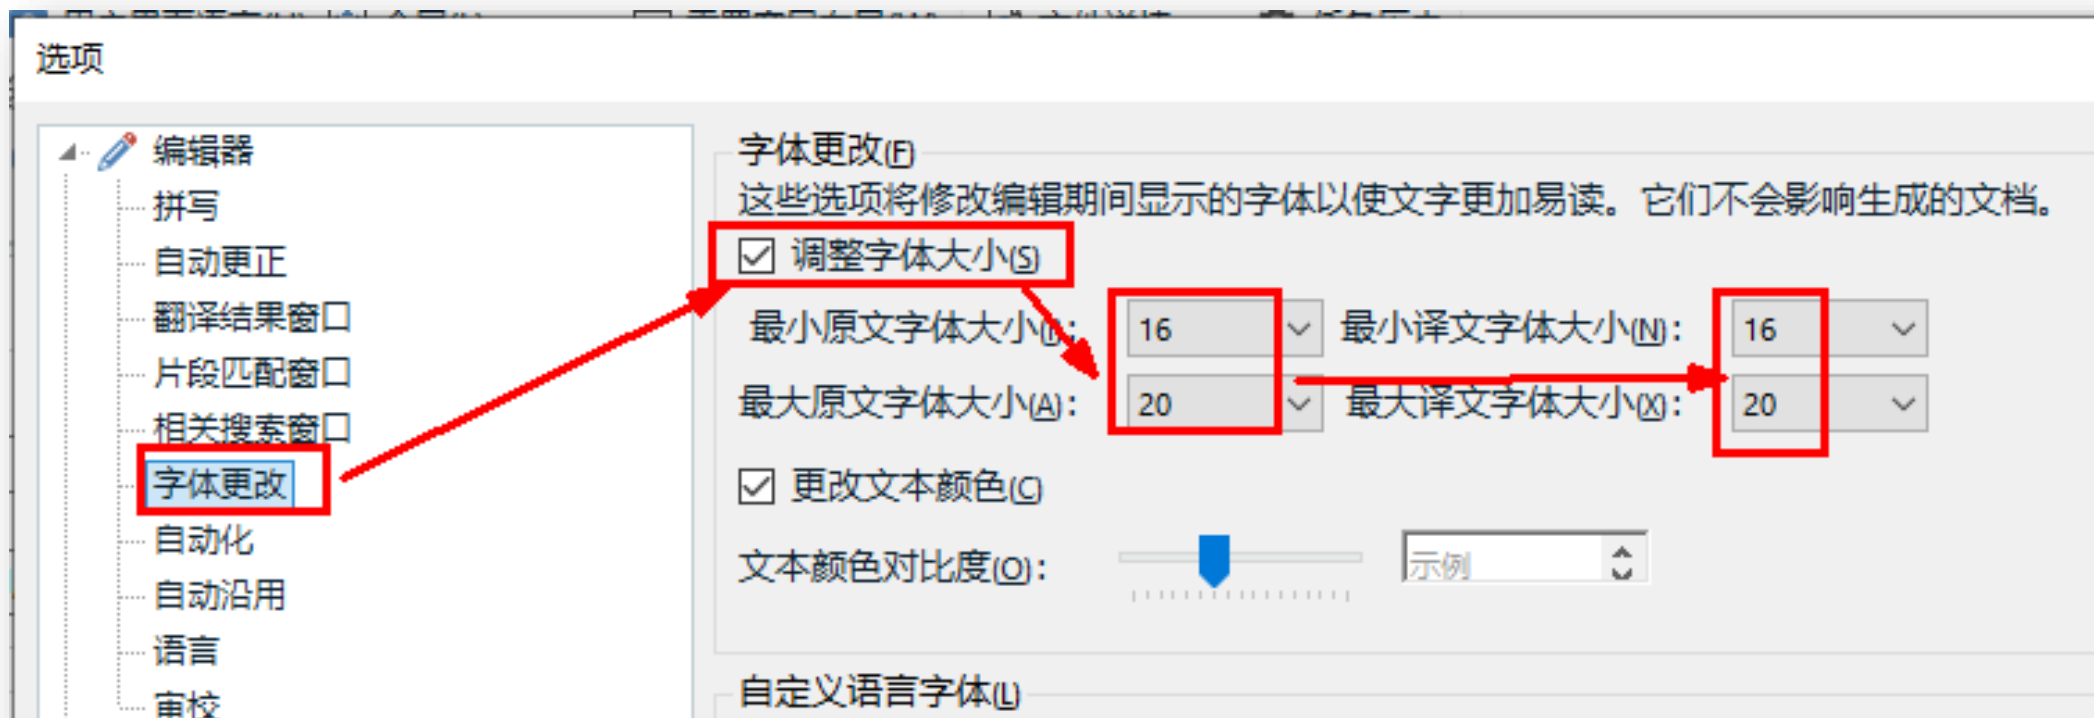 选项
编辑器
拼写
自动更正
翻译结果窗口
片段匹配窗口
相关搜索窗口
字体更改
自动化
自动沿用
语言
审校
字体更改(F)
这些选项将修改编辑期间显示的字体以使文字更加易读。它们不会影响生成的文档。
调整字体大小(S)
最小原文字体大小(I): 16 最小译文字体大小(N): 16
最大原文字体大小(A): 20 最大译文字体大小(X): 20
更改文本颜色(C)
文本颜色对比度(O): 示例
自定义语言字体(L)